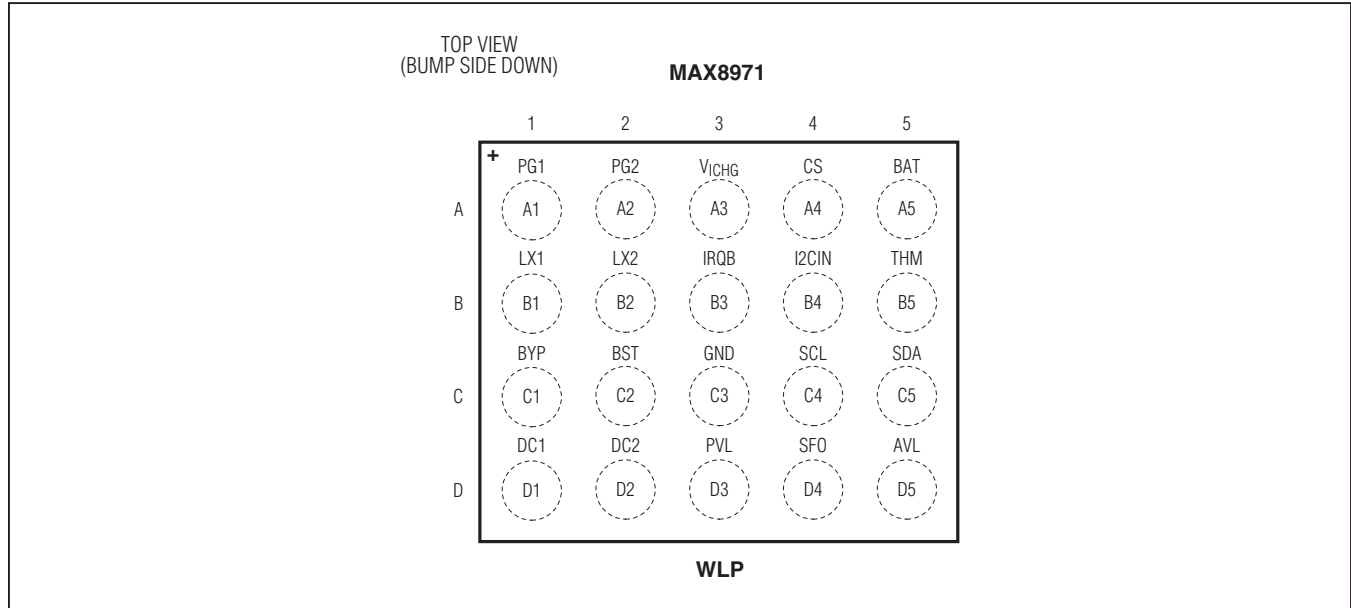 TOP VIEW
(BUMP SIDE DOWN)
MAX8971
1 2 3 4 5
+
PG1 PG2 VICHG CS BAT
A A1 A2 A3 A4 A5
LX1 LX2 IRQB I2CIN THM
B B1 B2 B3 B4 B5
BYP BST GND SCL SDA
C C1 C2 C3 C4 C5
DC1 DC2 PVL SFO AVL
D D1 D2 D3 D4 D5
WLP